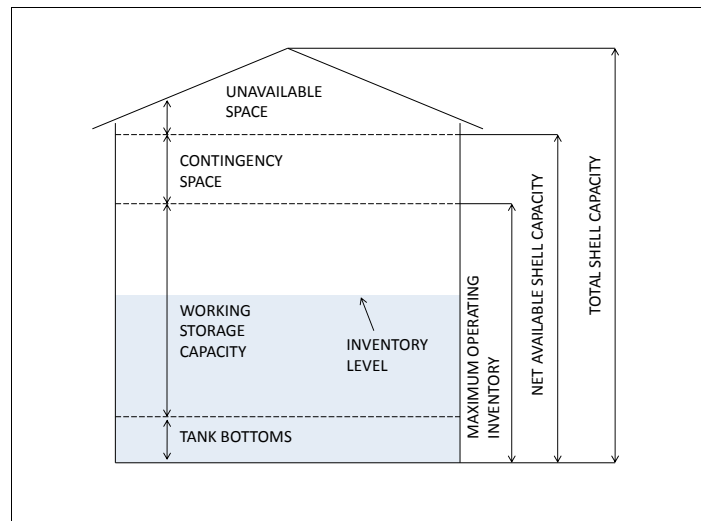 UNAVAILABLE
SPACE
CONTINGENCY
SPACE
WORKING
STORAGE
CAPACITY
INVENTORY
LEVEL
TANK BOTTOMS
MAXIMUM OPERATING
INVENTORY
NET AVAILABLE SHELL CAPACITY
TOTAL SHELL CAPACITY